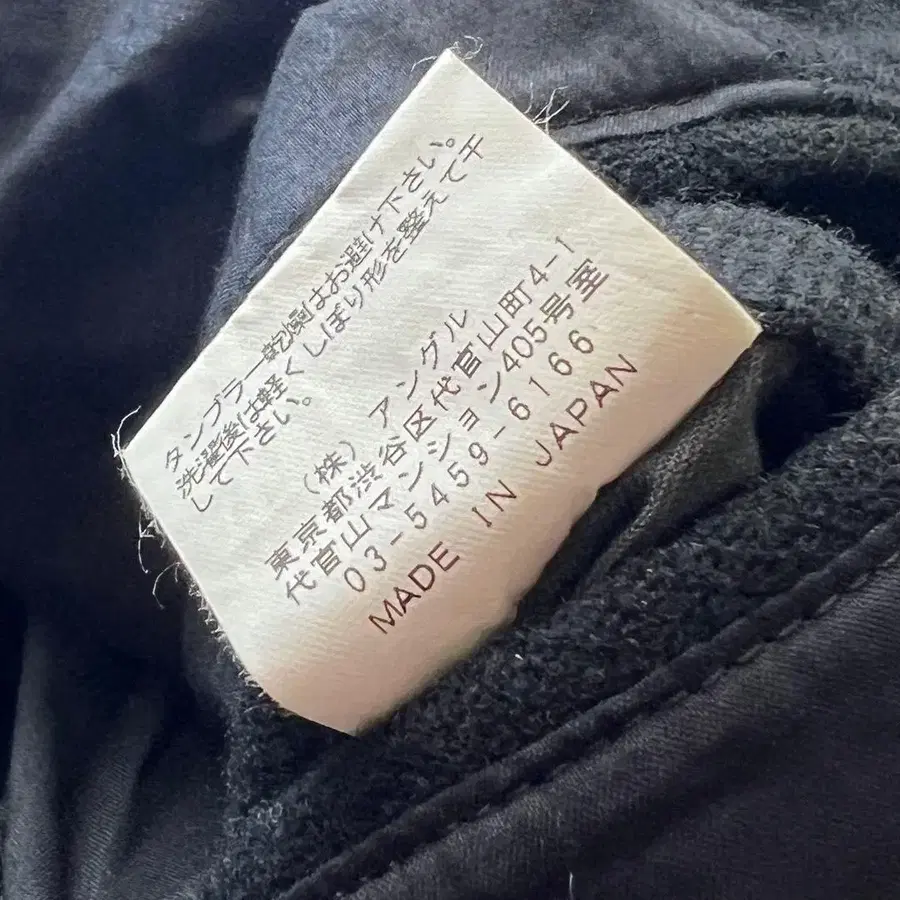 タンブラー乾燥はお避け下さい。
洗濯後は軽くしぼり形を整えて干
して下さい。
(株) アングル
東京都渋谷区代官山町4-1
代官山マンション405号室
03-5459-6166
MADE IN JAPAN